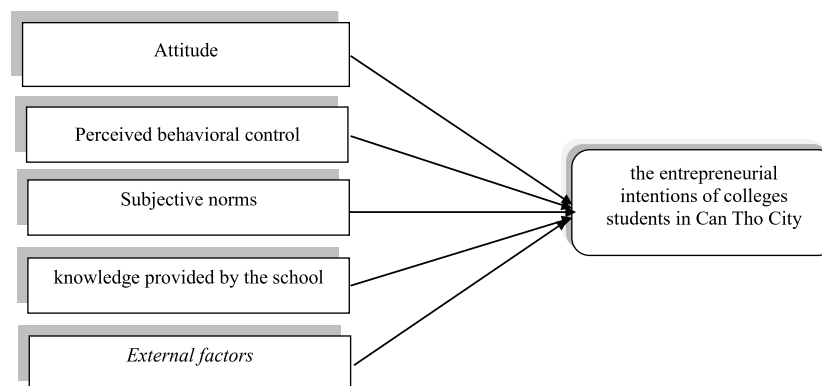 Attitude
Perceived behavioral control
Subjective norms
knowledge provided by the school
External factors
the entrepreneurial
intentions of colleges
students in Can Tho City